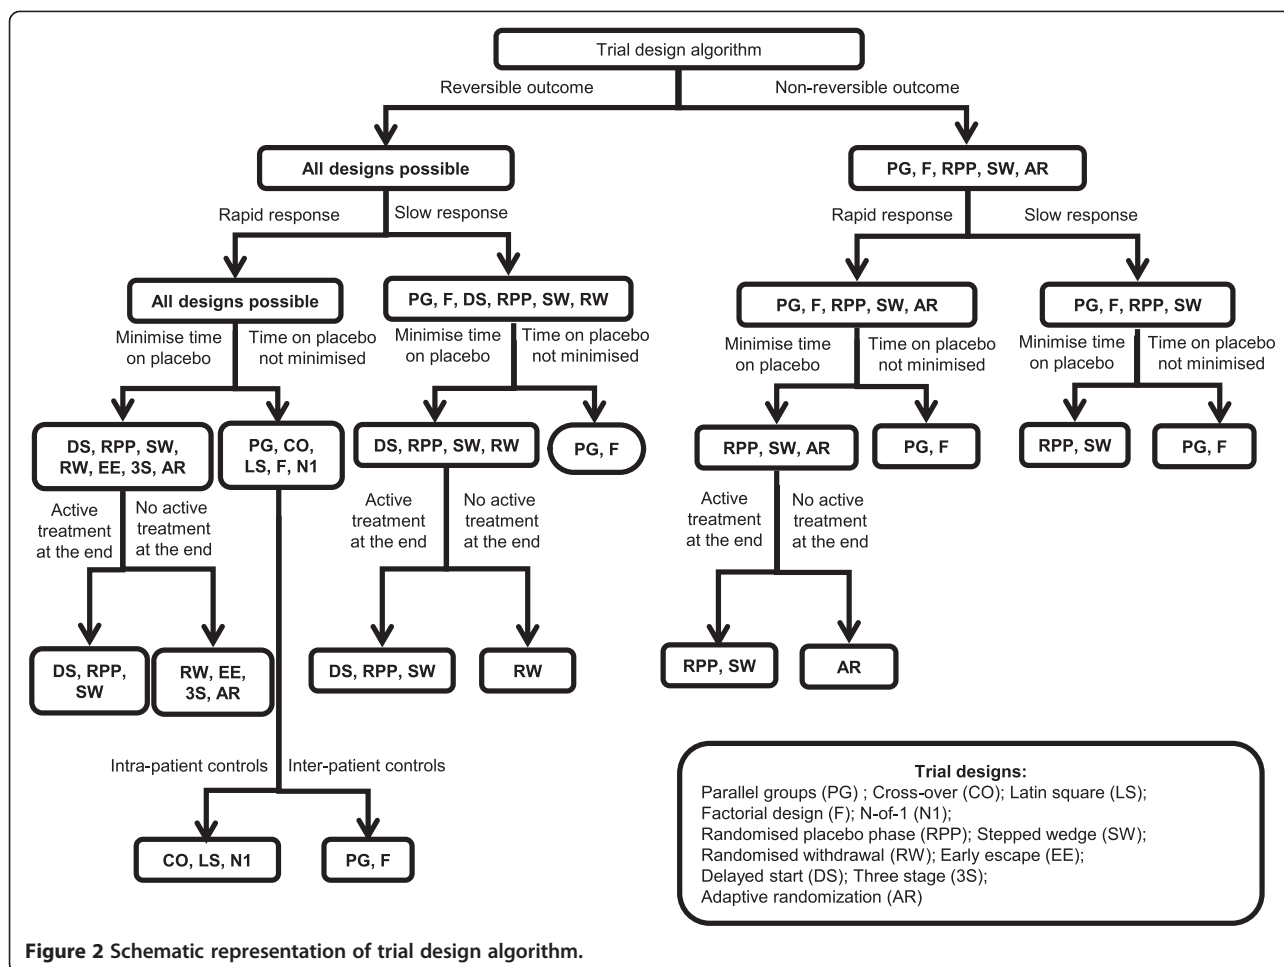 Trial design algorithm
Reversible outcome
Non-reversible outcome
All designs possible
PG, F, RPP, SW, AR
Rapid response
Slow response
Rapid response
Slow response
All designs possible
PG, F, DS, RPP, SW, RW
PG, F, RPP, SW, AR
PG, F, RPP, SW
Minimise time
on placebo
Time on placebo
not minimised
Minimise time
on placebo
Time on placebo
not minimised
Minimise time
on placebo
Time on placebo
not minimised
Minimise time
on placebo
Time on placebo
not minimised
DS, RPP, SW,
RW, EE, 3S, AR
PG, CO,
LS, F, N1
DS, RPP, SW, RW
PG, F
RPP, SW, AR
PG, F
RPP, SW
PG, F
Active
treatment
at the end
No active
treatment
at the end
Active
treatment
at the end
No active
treatment
at the end
Active
treatment
at the end
No active
treatment
at the end
DS, RPP,
SW
RW, EE,
3S, AR
DS, RPP, SW
RW
RPP, SW
AR
Intra-patient controls
Inter-patient controls
CO, LS, N1
PG, F
Trial designs:
Parallel groups (PG) ; Cross-over (CO); Latin square (LS);
Factorial design (F); N-of-1 (N1);
Randomised placebo phase (RPP); Stepped wedge (SW);
Randomised withdrawal (RW); Early escape (EE);
Delayed start (DS); Three stage (3S);
Adaptive randomization (AR)
Figure 2 Schematic representation of trial design algorithm.